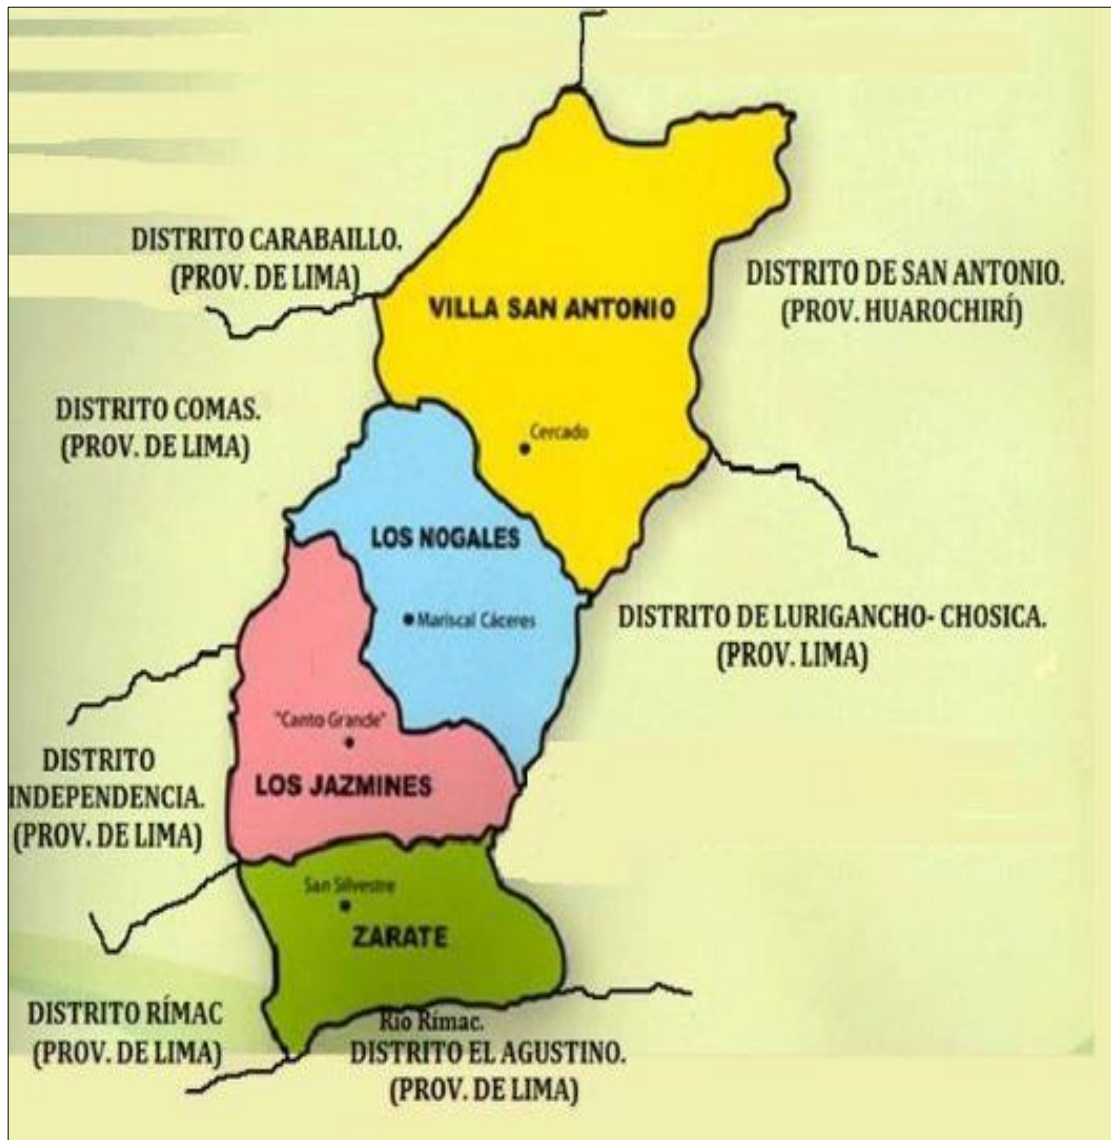 DISTRITO CARABAILLO.
(PROV. DE LIMA)
DISTRITO DE SAN ANTONIO.
(PROV. HUAROCHIRÍ)
VILLA SAN ANTONIO
DISTRITO COMAS.
(PROV. DE LIMA)
Cercado
LOS NOGALES
Mariscal Cáceres
DISTRITO DE LURIGANCHO- CHOSICA.
(PROV. LIMA)
"Canto Grande"
LOS JAZMINES
DISTRITO
INDEPENDENCIA.
(PROV. DE LIMA)
San Silvestre
ZARATE
DISTRITO RÍMAC
(PROV. DE LIMA)
Río Rímac.
DISTRITO EL AGUSTINO.
(PROV. DE LIMA)